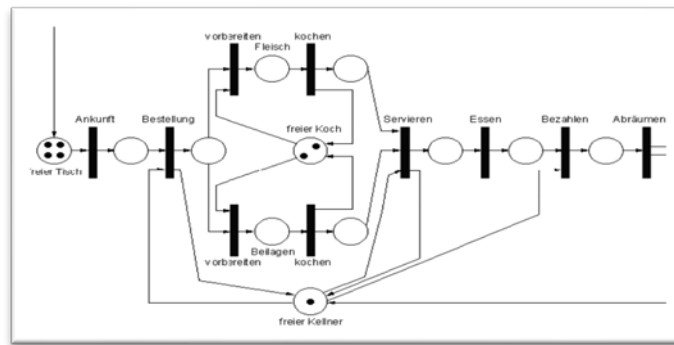 vorbereiten kochen
Fleisch
Ankunft Bestellung
freier Koch
Servieren Essen Bezahlen Abräumen
freier Tisch
Beilagen
vorbereiten kochen
freier Kellner